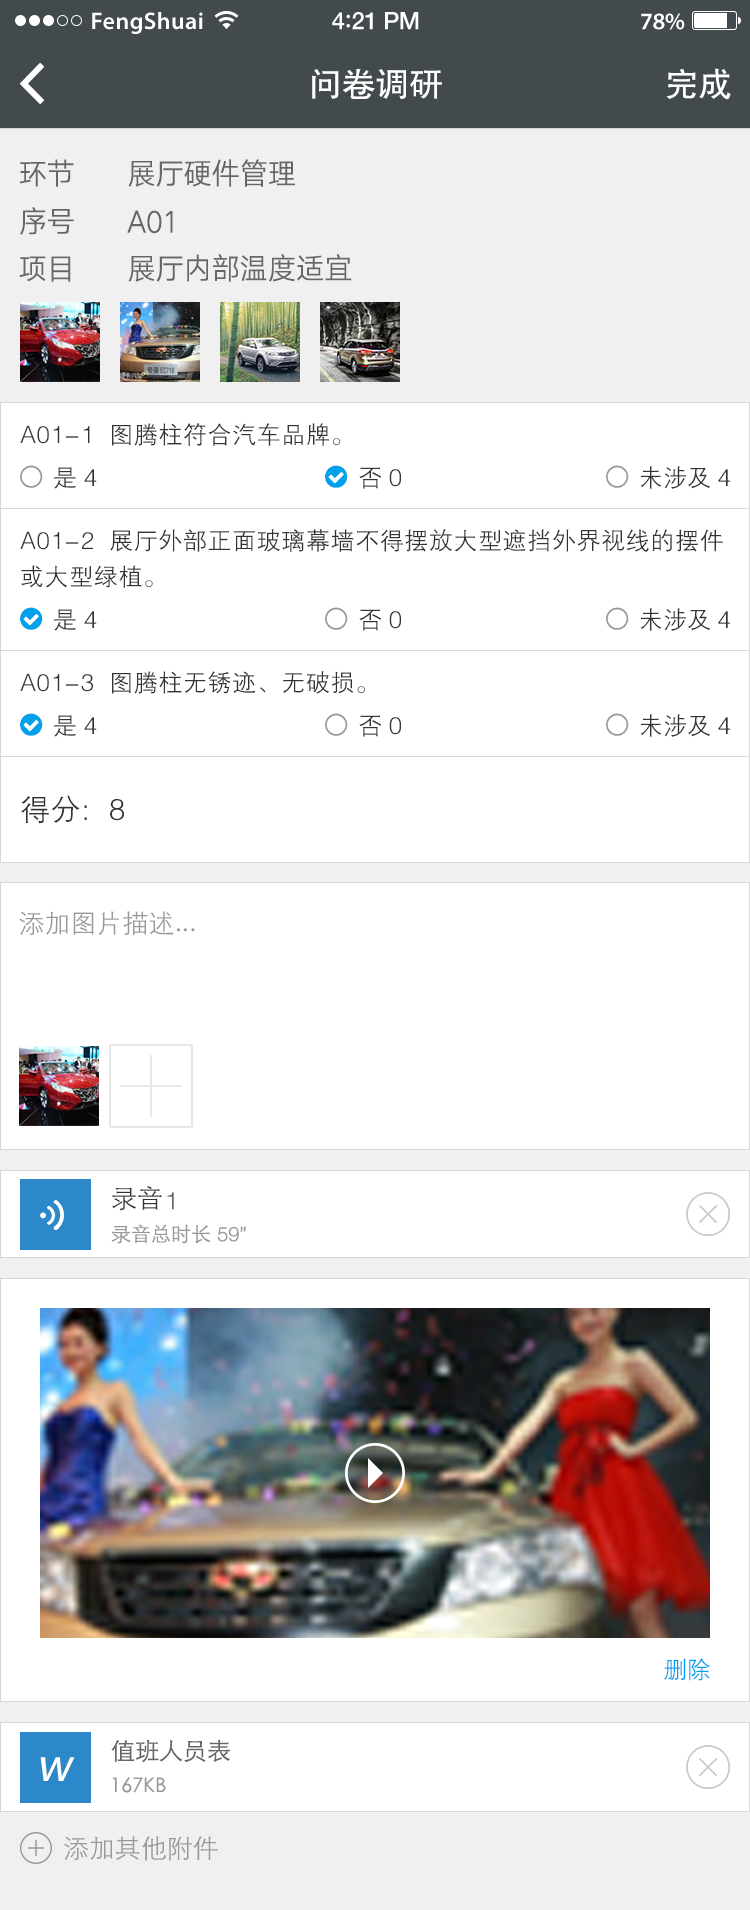 FengShuai 4:21 PM 78%
问卷调研 完成
环节 展厅硬件管理
序号 A01
项目 展厅内部温度适宜
帝豪EC718
A01-1 图腾柱符合汽车品牌。
是 4 否 0 未涉及 4
A01-2 展厅外部正面玻璃幕墙不得摆放大型遮挡外界视线的摆件
或大型绿植。
是 4 否 0 未涉及 4
A01-3 图腾柱无锈迹、无破损。
是 4 否 0 未涉及 4
得分: 8
添加图片描述...
录音1
录音总时长 59”
删除
W
值班人员表
167KB
添加其他附件